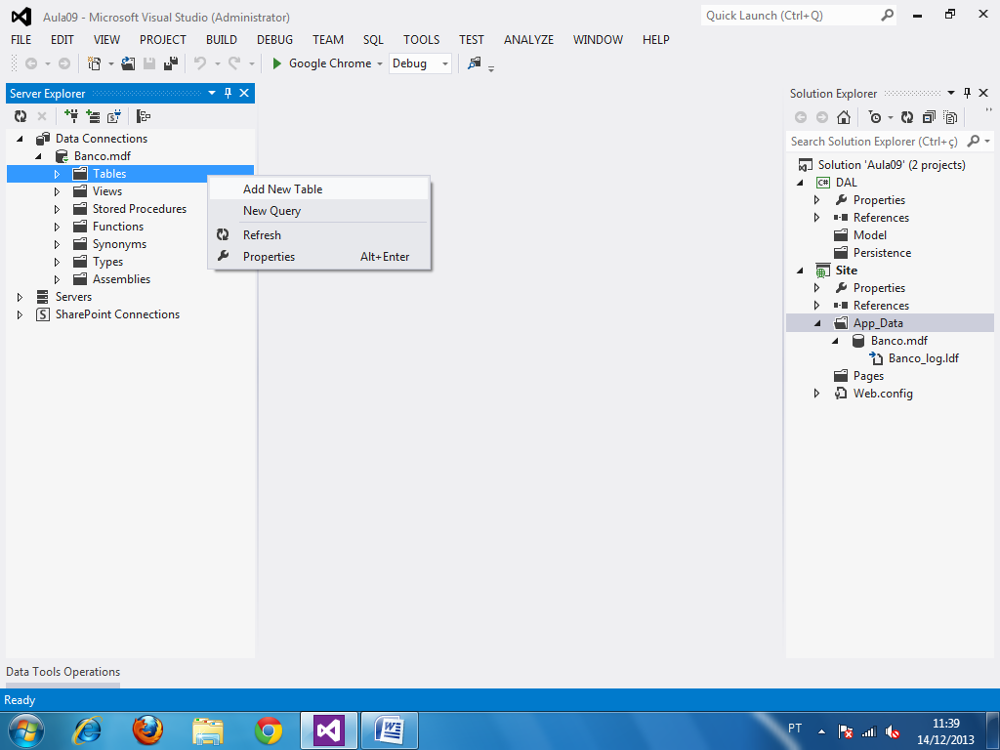 Aula09 - Microsoft Visual Studio (Administrator)
Quick Launch (Ctrl+Q)
FILE EDIT VIEW PROJECT BUILD DEBUG TEAM SQL TOOLS TEST ANALYZE WINDOW HELP
Google Chrome Debug
Server Explorer
Data Connections
Banco.mdf
Tables
Views
Stored Procedures
Functions
Synonyms
Types
Assemblies
Servers
SharePoint Connections
Add New Table
New Query
Refresh
Properties Alt+Enter
Solution Explorer
Search Solution Explorer (Ctrl+ç)
Solution 'Aula09' (2 projects)
C# DAL
Properties
References
Model
Persistence
Site
Properties
References
App_Data
Banco.mdf
Banco_log.ldf
Pages
Web.config
Data Tools Operations
Ready
PT
11:39
14/12/2013